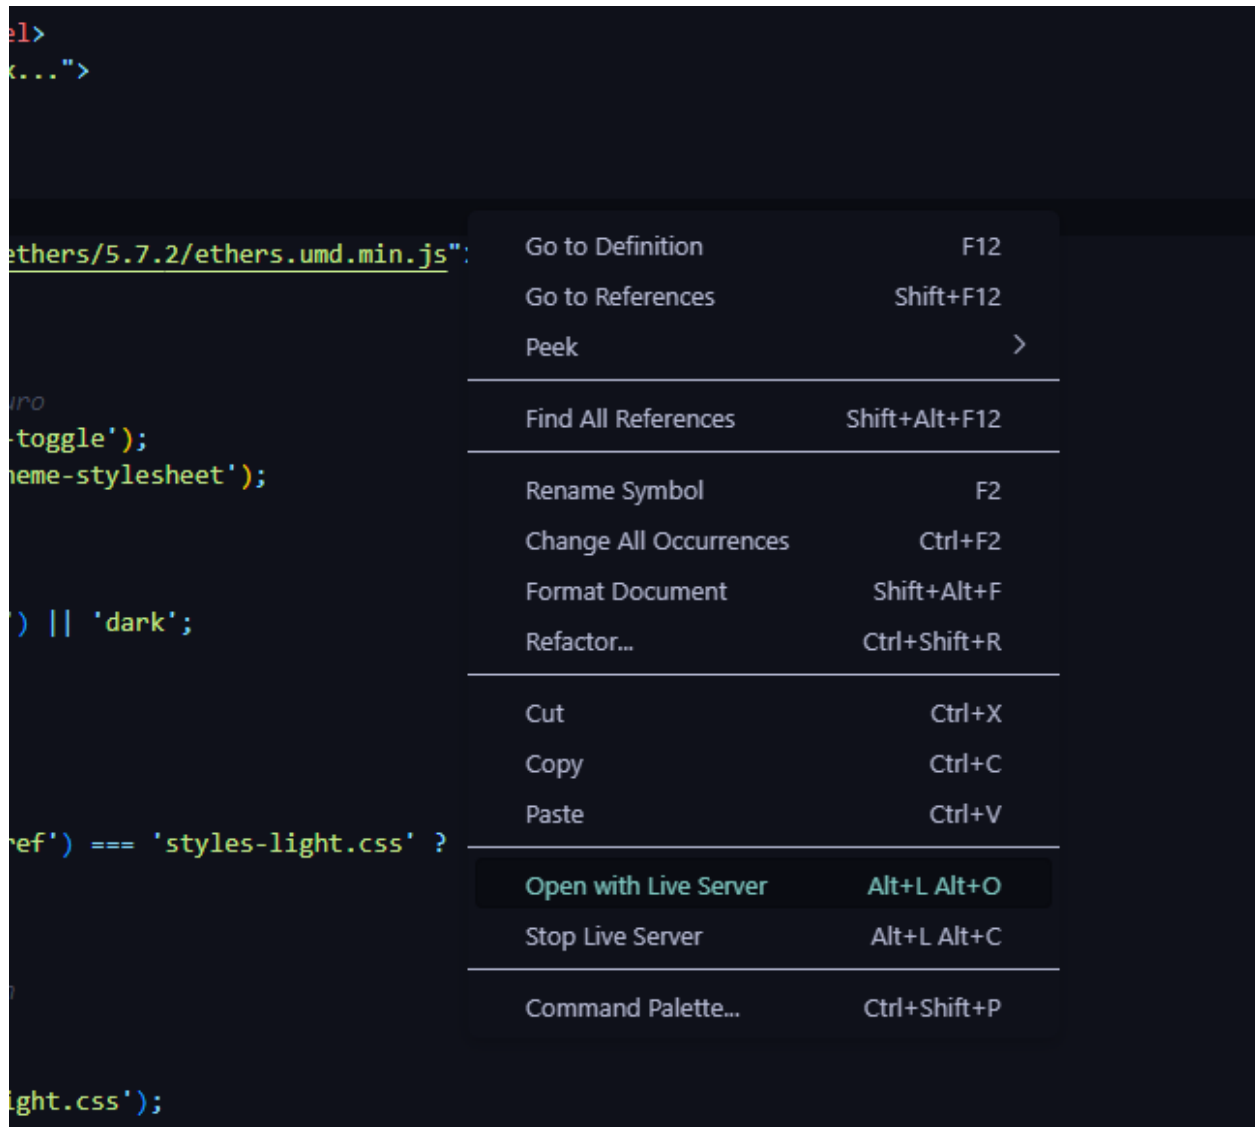 el>
x...">
ethers/5.7.2/ethers.umd.min.js">
Go to Definition F12
Go to References Shift+F12
Peek
uro
-toggle');
heme-stylesheet');
Find All References Shift+Alt+F12
Rename Symbol F2
Change All Occurrences Ctrl+F2
Format Document Shift+Alt+F
') || 'dark';
Refactor... Ctrl+Shift+R
Cut Ctrl+X
Copy Ctrl+C
Paste Ctrl+V
ref') === 'styles-light.css' ?
Open with Live Server Alt+L Alt+O
Stop Live Server Alt+L Alt+C
Command Palette... Ctrl+Shift+P
ight.css');